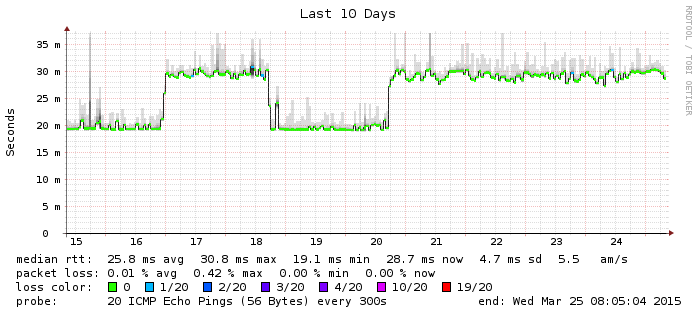 Last 10 Days
RRDTOOL / TOBI OETIKER
Seconds
35 m
30 m
25 m
20 m
15 m
10 m
5 m
0
15 16 17 18 19 20 21 22 23 24
median rtt: 25.8 ms avg 30.8 ms max 19.1 ms min 28.7 ms now 4.7 ms sd 5.5 am/s
packet loss: 0.01 % avg 0.42 % max 0.00 % min 0.00 % now
loss color: 0 1/20 2/20 3/20 4/20 10/20 19/20
probe: 20 ICMP Echo Pings (56 Bytes) every 300s end: Wed Mar 25 08:05:04 2015